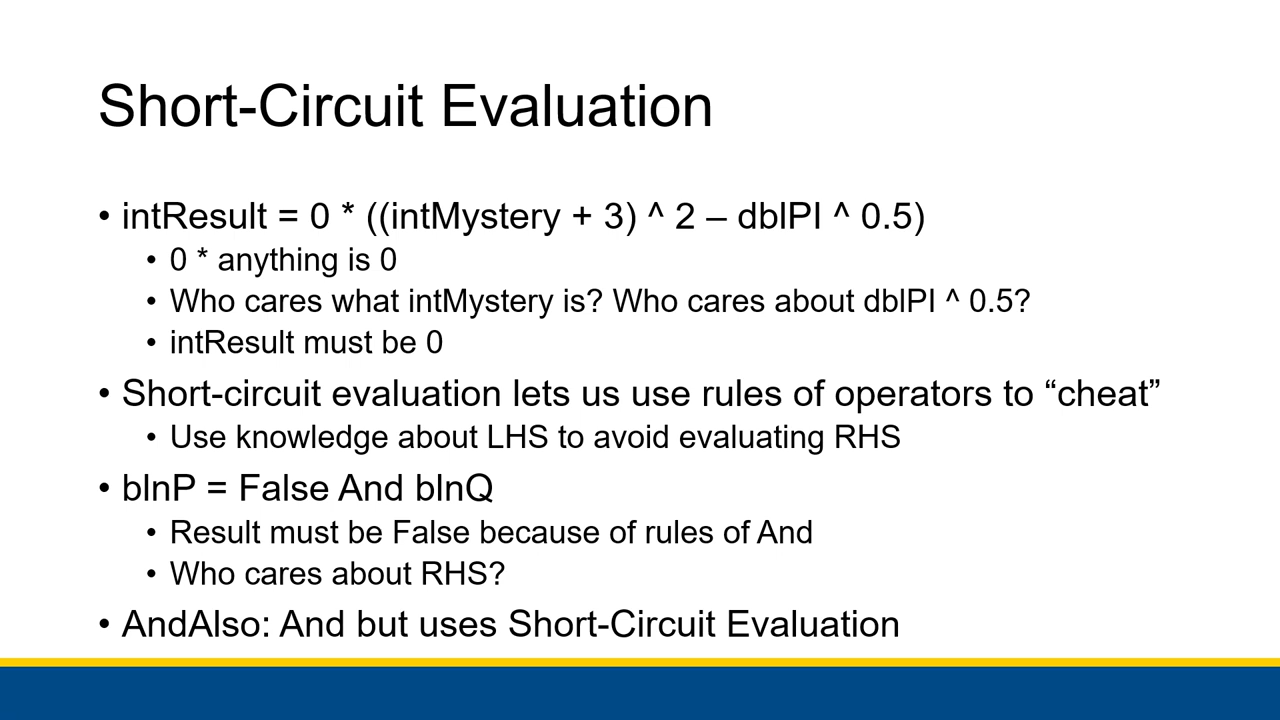 Short-Circuit Evaluation
• intResult = 0 * ((intMystery + 3) ^ 2 – dblPI ^ 0.5)
• 0 * anything is 0
• Who cares what intMystery is? Who cares about dblPI ^ 0.5?
• intResult must be 0
• Short-circuit evaluation lets us use rules of operators to “cheat”
• Use knowledge about LHS to avoid evaluating RHS
• blnP = False And blnQ
• Result must be False because of rules of And
• Who cares about RHS?
• AndAlso: And but uses Short-Circuit Evaluation